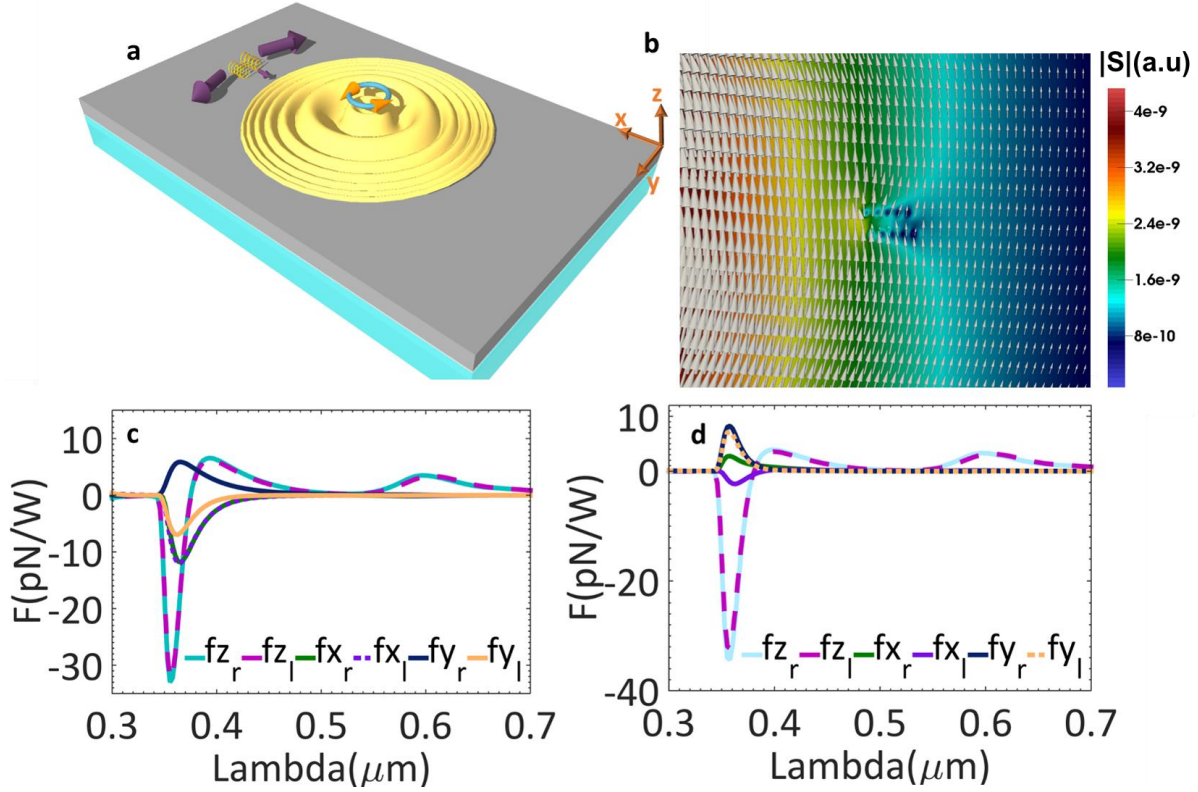 a
z
x
y
b
|S|(a.u)
4e-9
3.2e-9
2.4e-9
1.6e-9
8e-10
c
10
0
-10
-20
-30
F(pN/W)
fz_r fz_l fx_r fx_l fy_r fy_l
0.3 0.4 0.5 0.6 0.7
Lambda(μm)
d
10
0
-20
-40
F(pN/W)
fz_r fz_l fx_r fx_l fy_r fy_l
0.3 0.4 0.5 0.6 0.7
Lambda(μm)